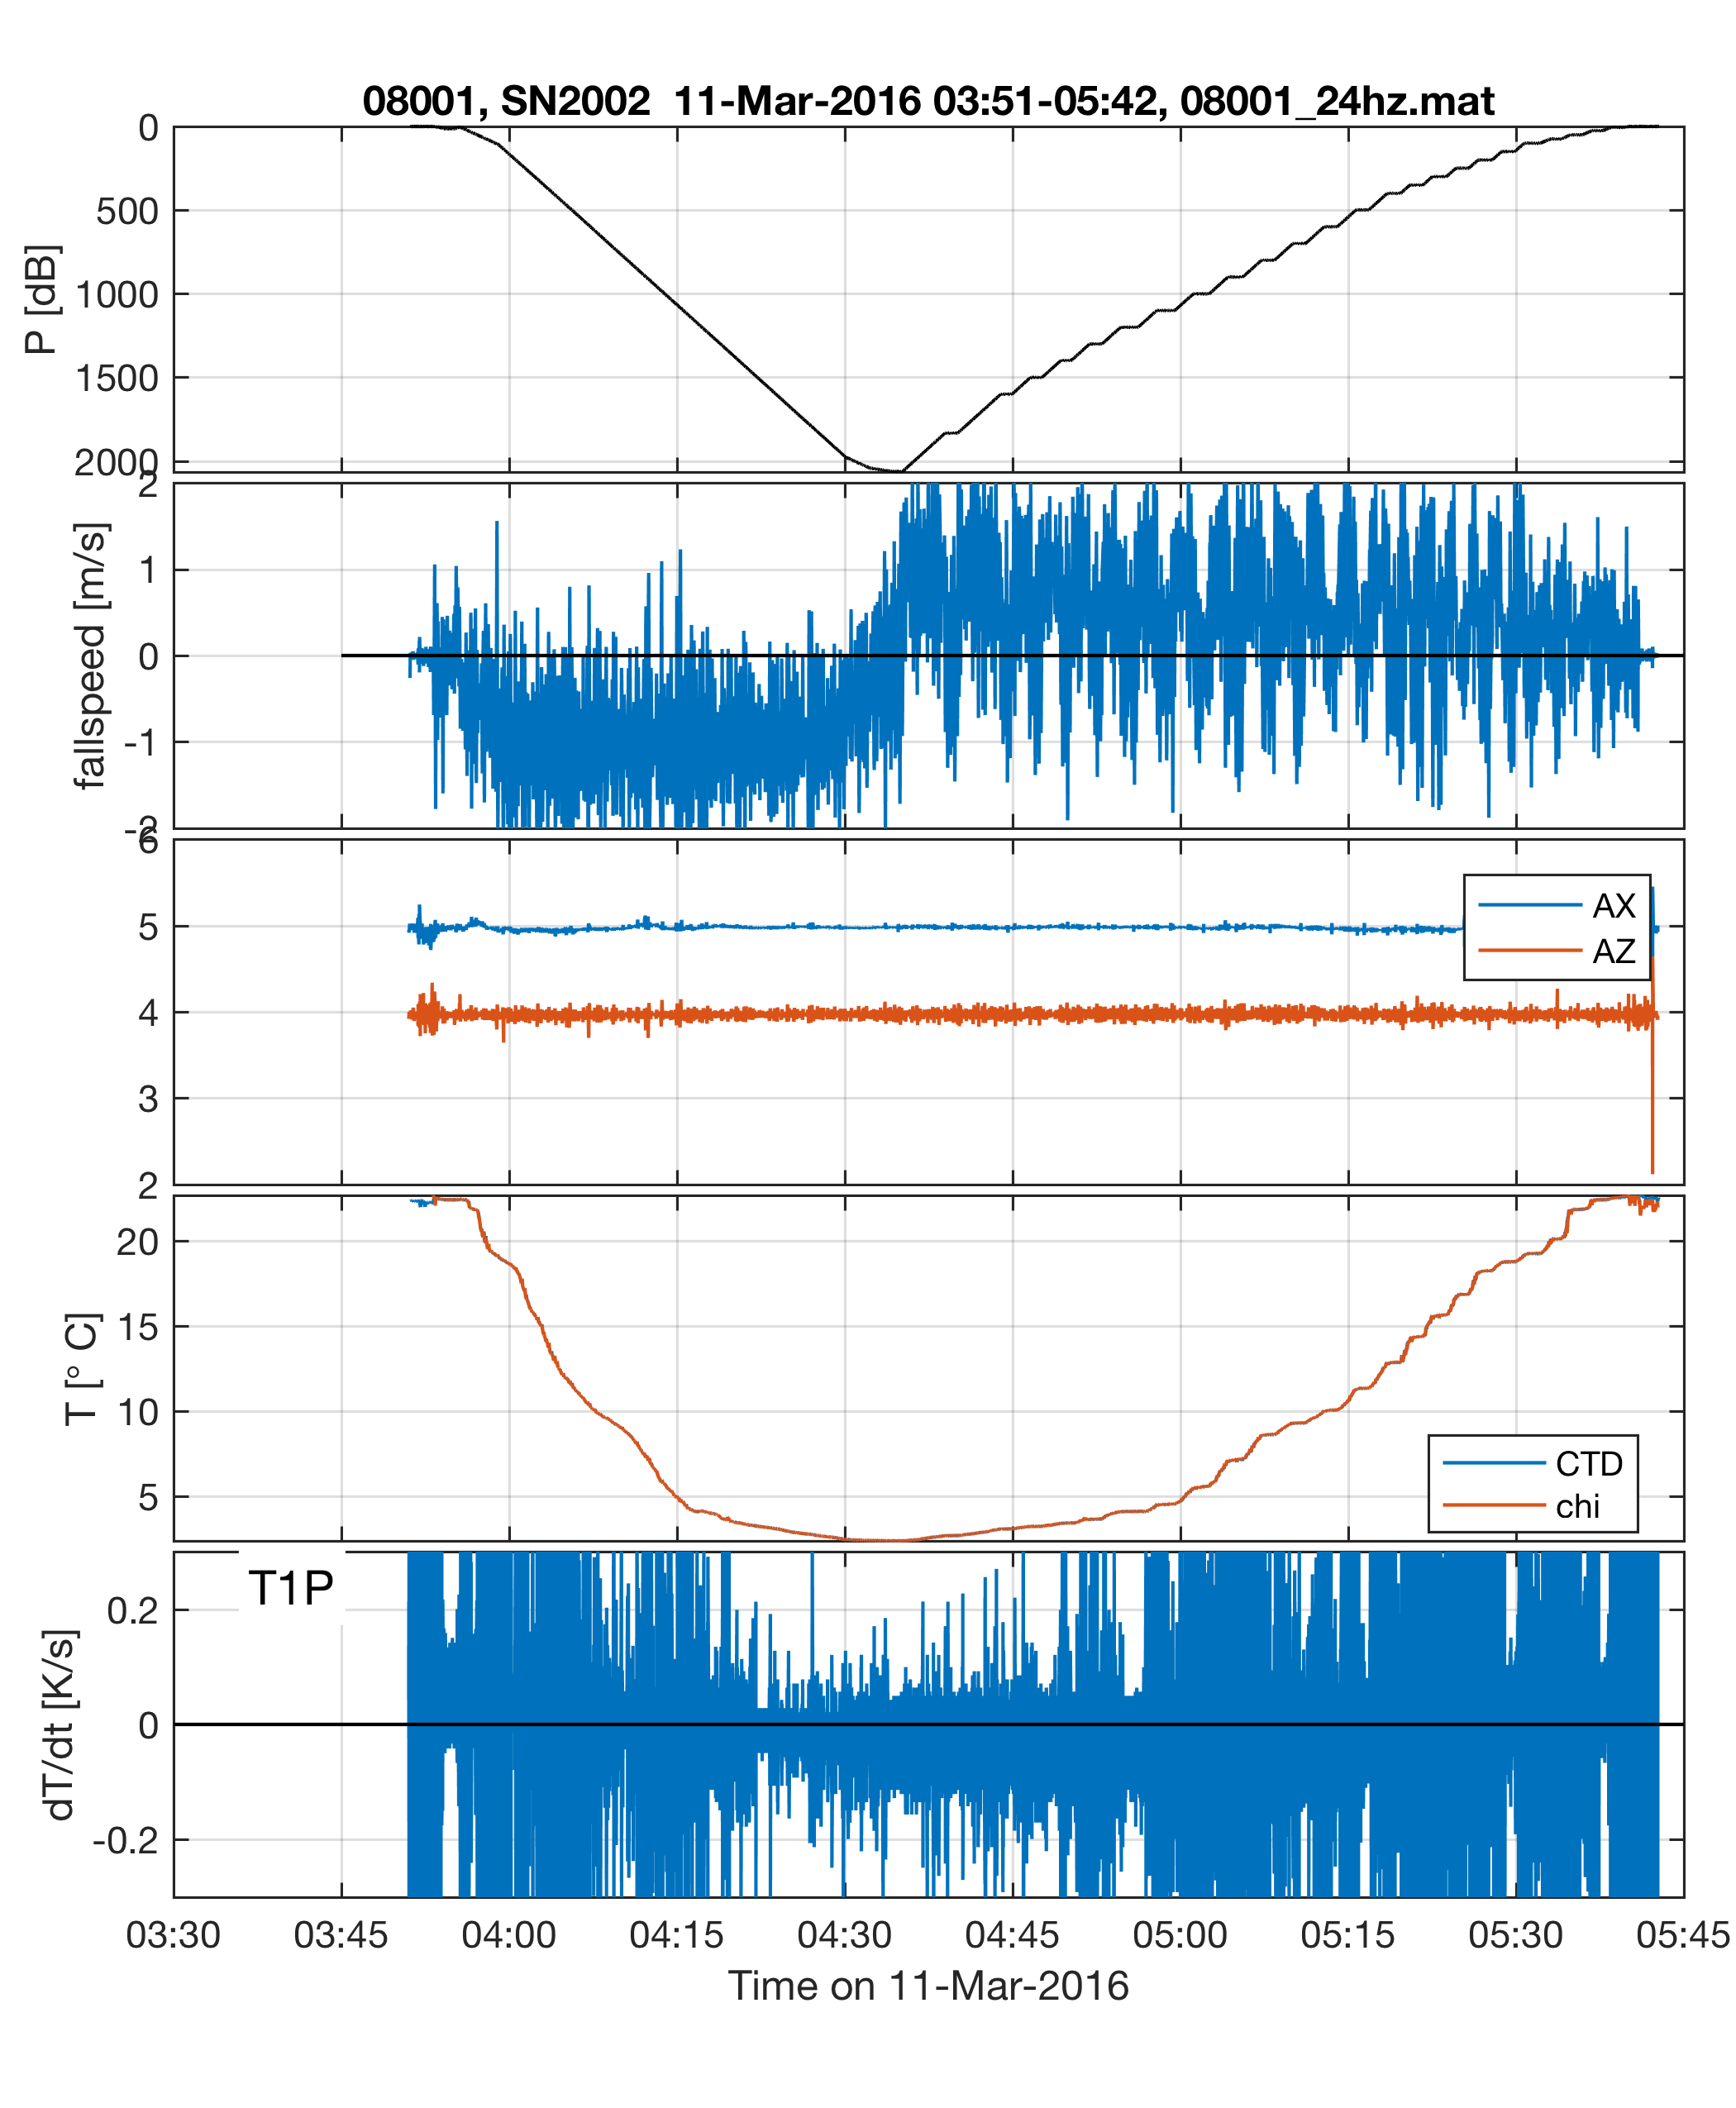 08001, SN2002  11-Mar-2016 03:51-05:42, 08001_24hz.mat
0
500
1000
1500
2000
P [dB]
2
1
0
-1
-2
fallspeed [m/s]
6
5
4
3
2
AX
AZ
20
15
10
5
T [° C]
CTD
chi
T1P
0.2
0
-0.2
dT/dt [K/s]
03:30 03:45 04:00 04:15 04:30 04:45 05:00 05:15 05:30 05:45
Time on 11-Mar-2016